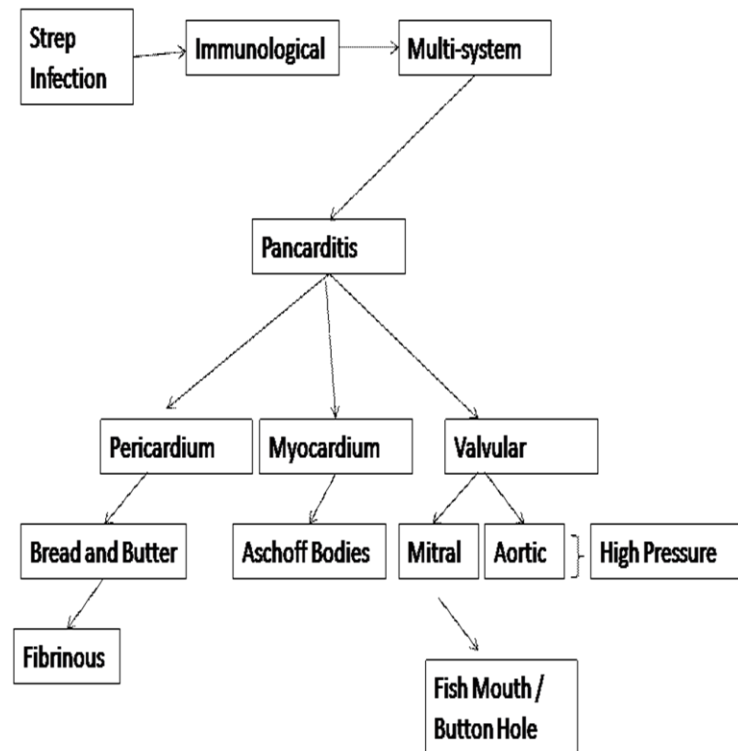 Strep
Infection
Immunological
Multi-system
Pancarditis
Pericardium
Myocardium
Valvular
Bread and Butter
Aschoff Bodies
Mitral
Aortic
High Pressure
Fibrinous
Fish Mouth /
Button Hole